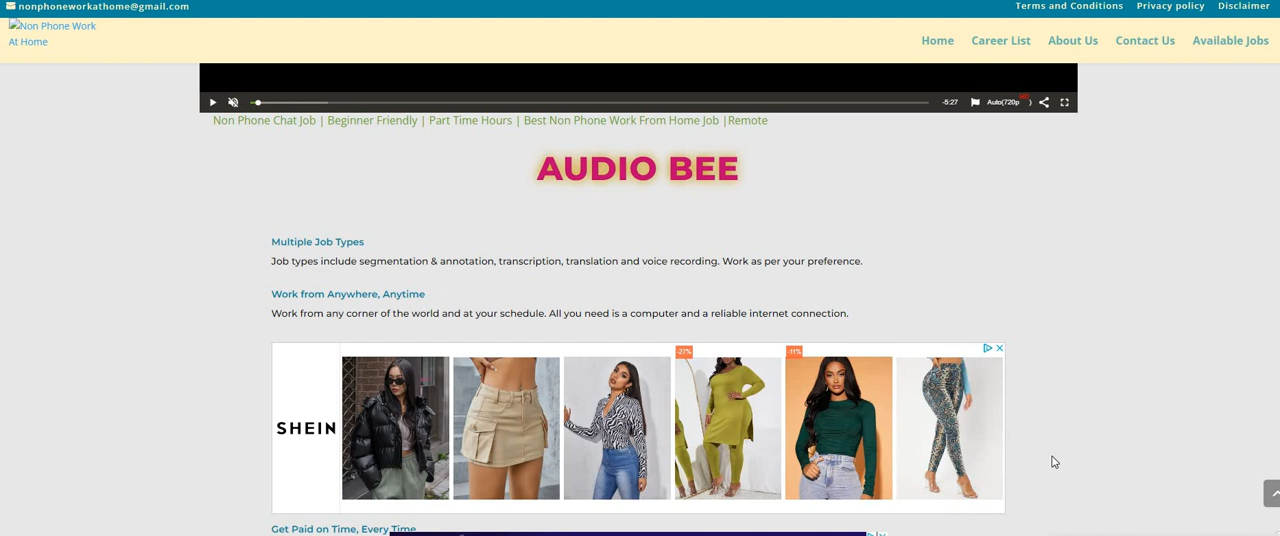 nonphoneworkathome@gmail.com
Terms and Conditions Privacy policy Disclaimer
Non Phone Work
At Home
Home Career List About Us Contact Us Available Jobs
-5:27 Auto(720p HD )
Non Phone Chat Job | Beginner Friendly | Part Time Hours | Best Non Phone Work From Home Job |Remote
AUDIO BEE
Multiple Job Types
Job types include segmentation & annotation, transcription, translation and voice recording. Work as per your preference.
Work from Anywhere, Anytime
Work from any corner of the world and at your schedule. All you need is a computer and a reliable internet connection.
-27% -11%
SHEIN
Get Paid on Time, Every Time